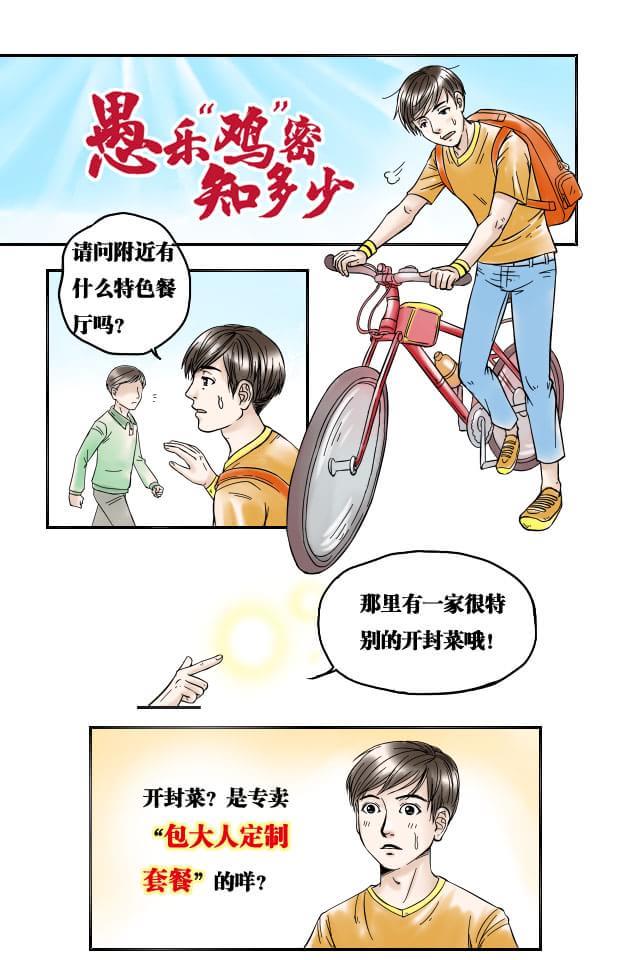 愚乐“鸡”密
知多少
请问附近有
什么特色餐
厅吗？
那里有一家很特
别的开封菜哦！
开封菜？是专卖
“包大人定制
套餐”的咩？